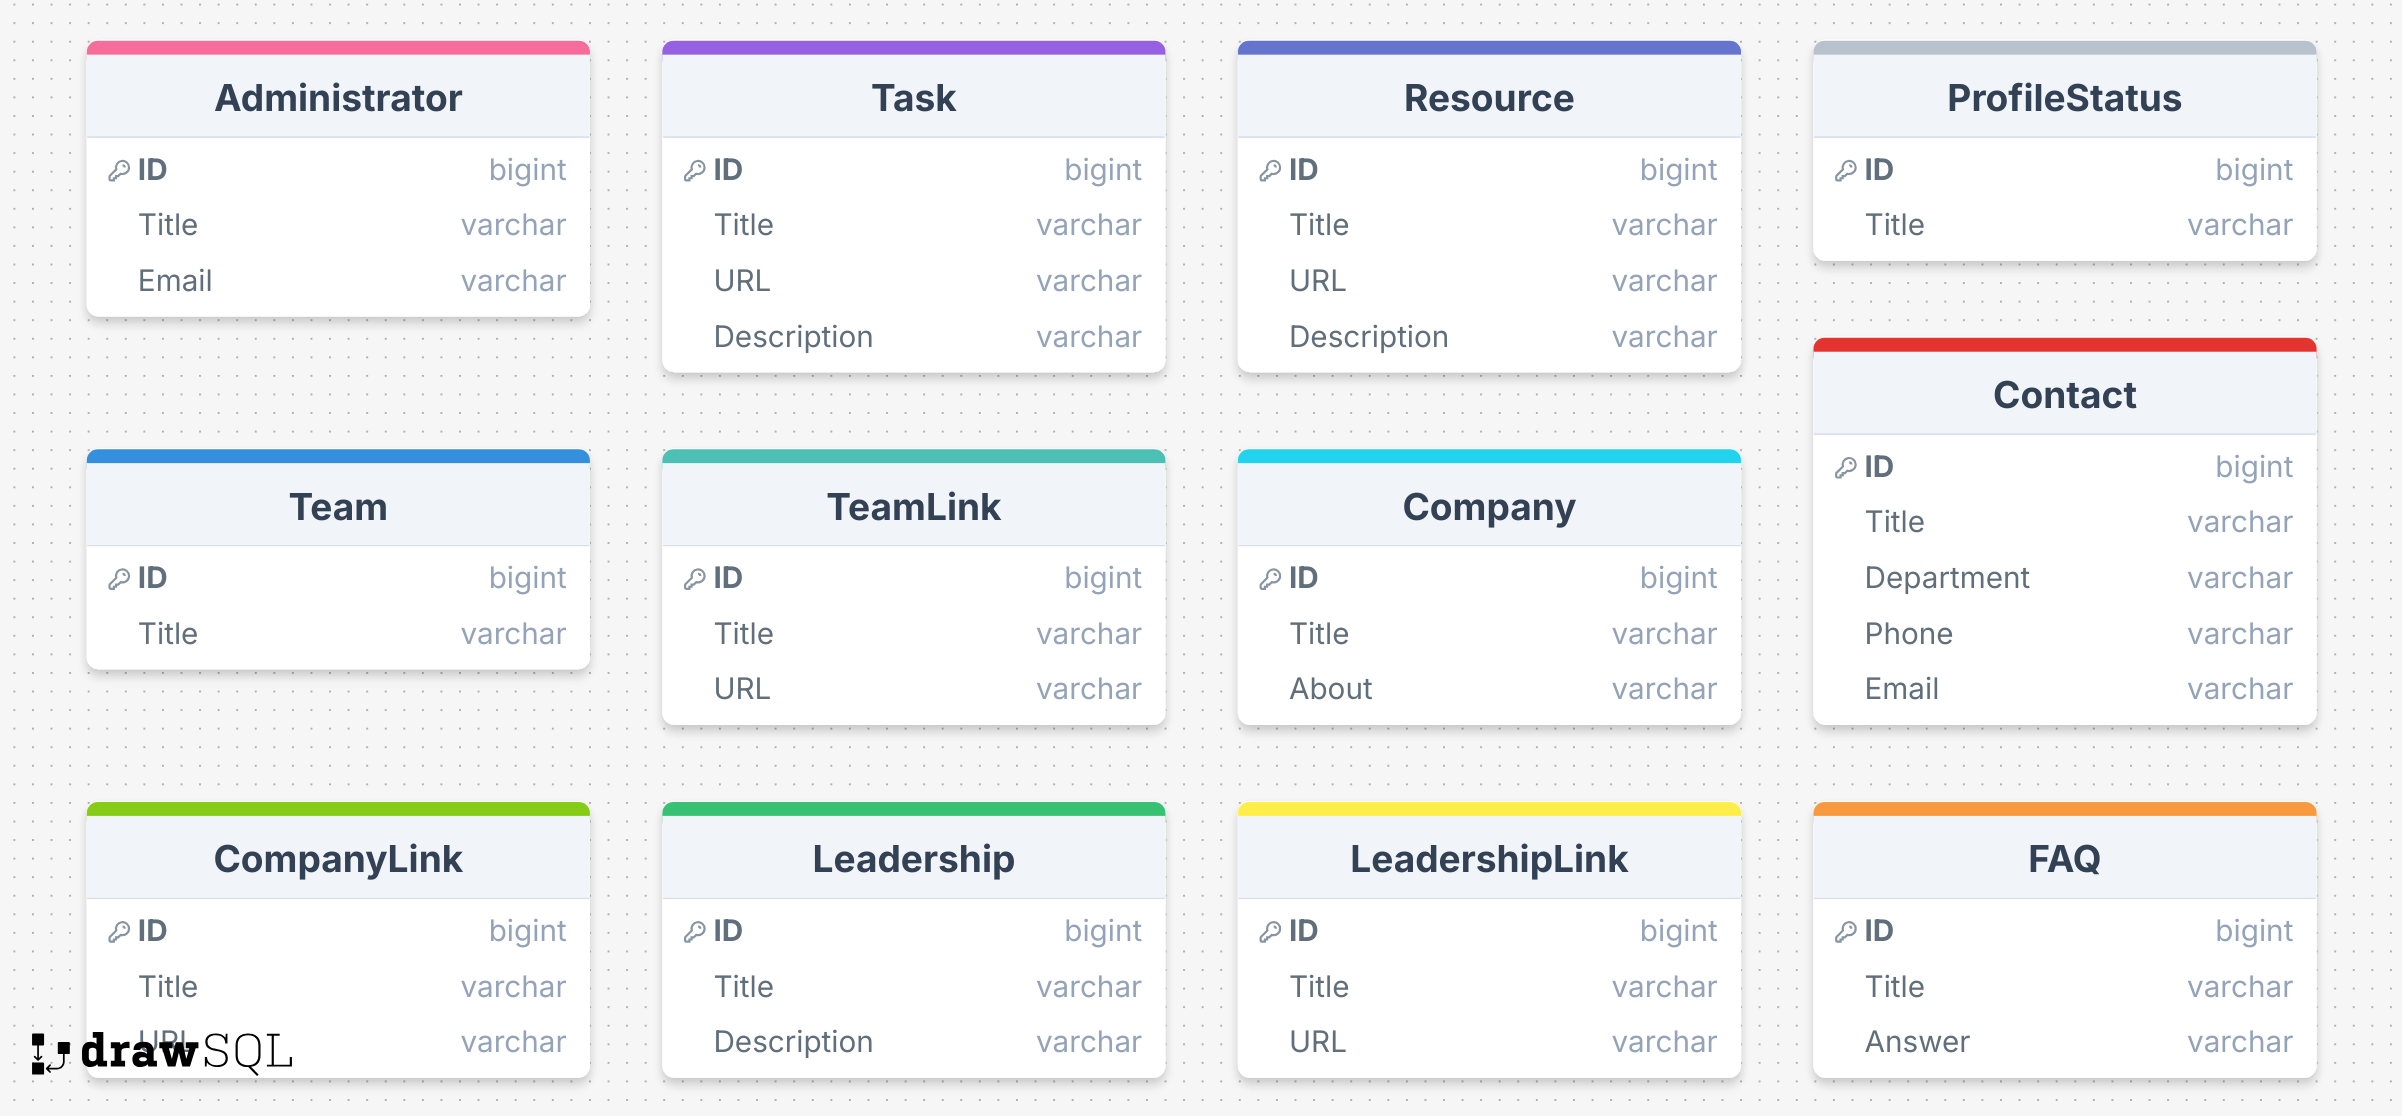 Administrator
ID bigint
Title varchar
Email varchar
Task
ID bigint
Title varchar
URL varchar
Description varchar
Resource
ID bigint
Title varchar
URL varchar
Description varchar
ProfileStatus
ID bigint
Title varchar
Contact
ID bigint
Title varchar
Department varchar
Phone varchar
Email varchar
Team
ID bigint
Title varchar
TeamLink
ID bigint
Title varchar
URL varchar
Company
ID bigint
Title varchar
About varchar
CompanyLink
ID bigint
Title varchar
URL varchar
Leadership
ID bigint
Title varchar
Description varchar
LeadershipLink
ID bigint
Title varchar
URL varchar
FAQ
ID bigint
Title varchar
Answer varchar
drawSQL